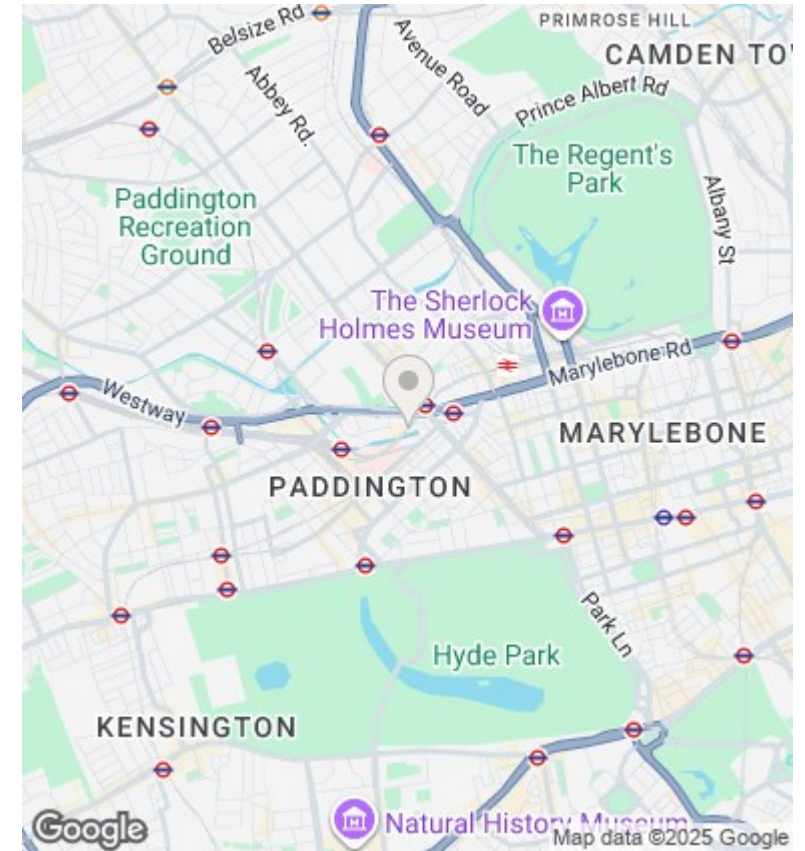 PRIMROSE HILL
Belsize Rd
Avenue Road
CAMDEN TO
Abbey Rd.
Prince Albert Rd
The Regent's
Park
Albany St
Paddington
Recreation
Ground
The Sherlock
Holmes Museum
Marylebone Rd
Westway
MARYLEBONE
PADDINGTON
Park Ln
Hyde Park
KENSINGTON
Natural History Museum
Google
Map data ©2025 Google